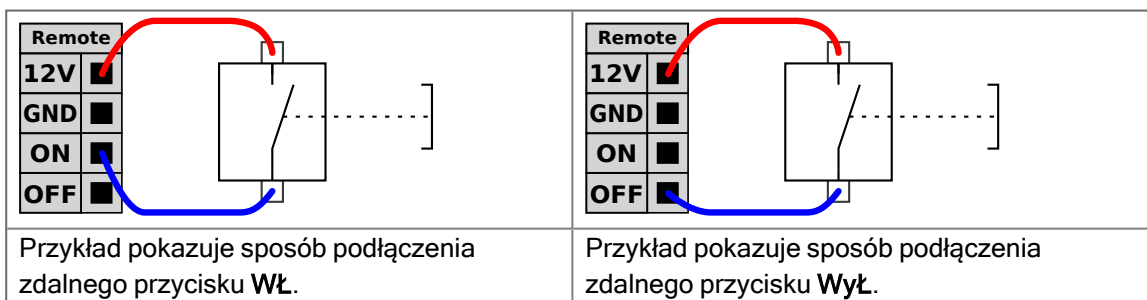 Remote
12V
GND
ON
OFF
Przykład pokazuje sposób podłączenia
zdalnego przycisku WŁ.
Remote
12V
GND
ON
OFF
Przykład pokazuje sposób podłączenia
zdalnego przycisku WyŁ.